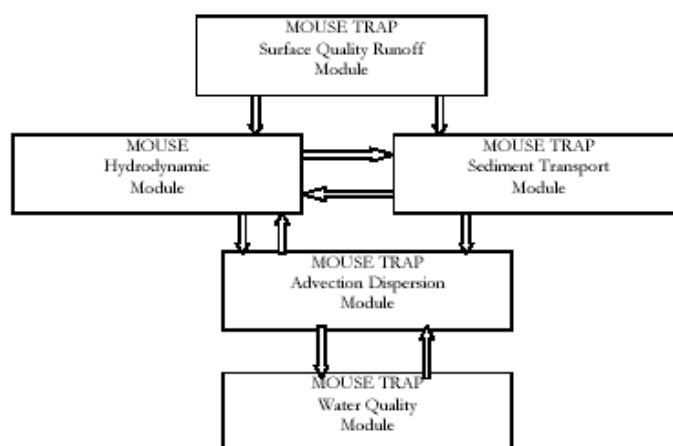 MOUSE TRAP
Surface Quality Runoff
Module
MOUSE
Hydrodynamic
Module
MOUSE TRAP
Sediment Transport
Module
MOUSE TRAP
Advection Dispersion
Module
MOUSE TRAP
Water Quality
Module